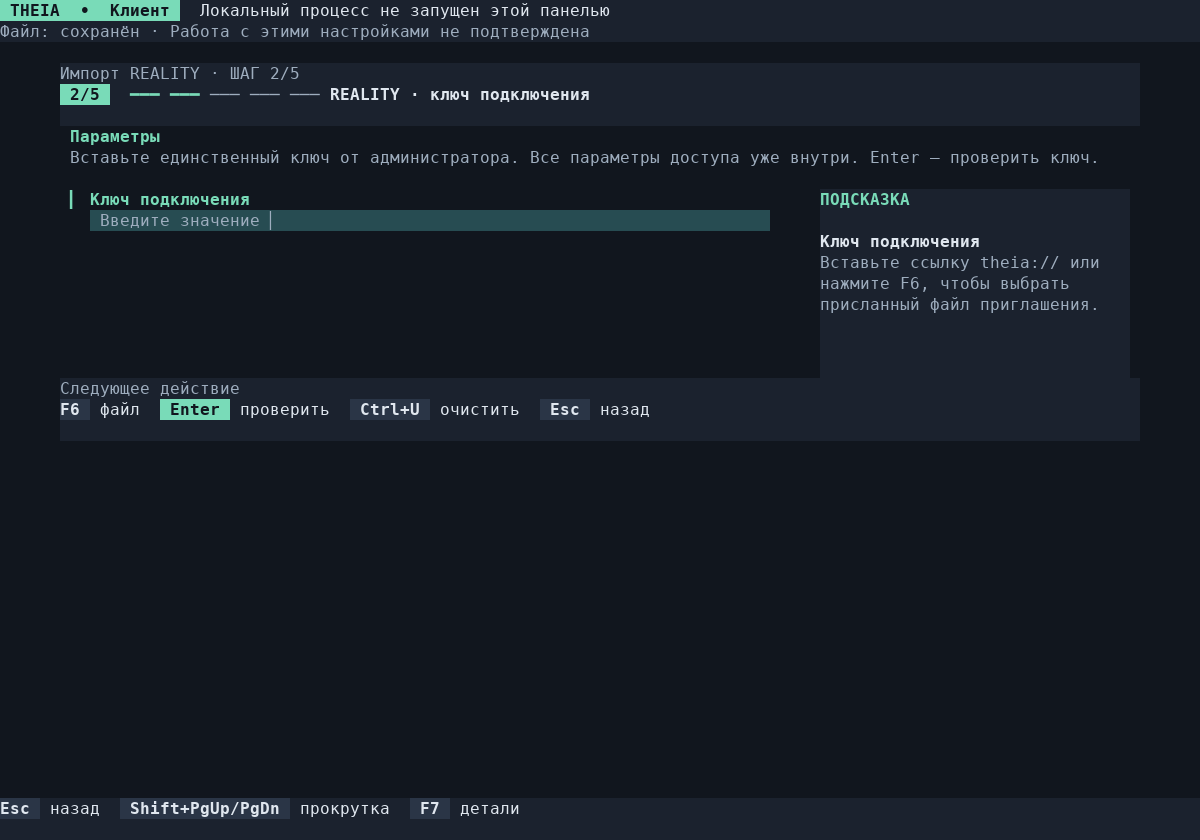 THEIA • Клиент Локальный процесс не запущен этой панелью
Файл: сохранён · Работа с этими настройками не подтверждена
Импорт REALITY · ШАГ 2/5
2/5 ━━━ ━━━ ─── ─── ─── REALITY · ключ подключения
Параметры
Вставьте единственный ключ от администратора. Все параметры доступа уже внутри. Enter — проверить ключ.
Ключ подключения
Введите значение
ПОДСКАЗКА
Ключ подключения
Вставьте ссылку theia:// или
нажмите F6, чтобы выбрать
присланный файл приглашения.
Следующее действие
F6 файл Enter проверить Ctrl+U очистить Esc назад
Esc назад Shift+PgUp/PgDn прокрутка F7 детали